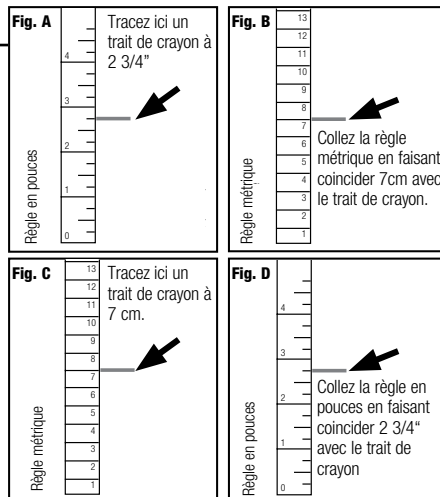 Fig. A
Tracez ici un
trait de crayon à
2 3/4”
4
3
2
1
0
Règle en pouces
Fig. B
13
12
11
10
9
8
7
6
5
4
3
2
1
Règle métrique
Collez la règle
métrique en faisant
coincider 7cm avec
le trait de crayon.
Fig. C
13
12
11
10
9
8
7
6
5
4
3
2
1
Règle métrique
Tracez ici un
trait de crayon à
7 cm.
Fig. D
4
3
2
1
0
Règle en pouces
Collez la règle en
pouces en faisant
coincider 2 3/4“
avec le trait de
crayon